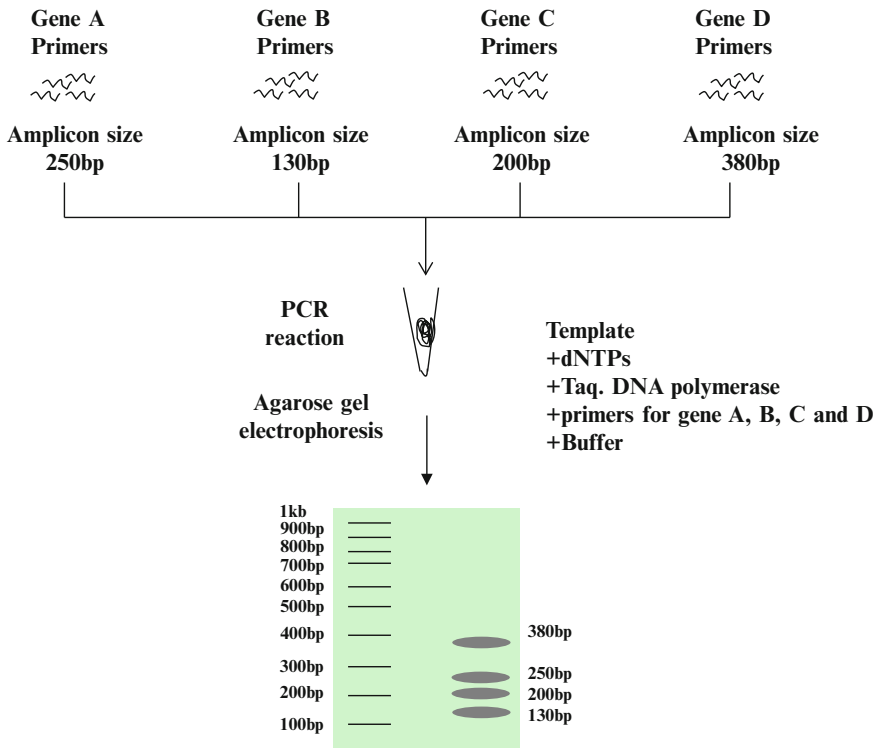 Gene A
Primers
Gene B
Primers
Gene C
Primers
Gene D
Primers
Amplicon size
250bp
Amplicon size
130bp
Amplicon size
200bp
Amplicon size
380bp
PCR
reaction
Template
+dNTPs
+Taq. DNA polymerase
+primers for gene A, B, C and D
+Buffer
Agarose gel
electrophoresis
1kb
900bp
800bp
700bp
600bp
500bp
400bp
300bp
200bp
100bp
380bp
250bp
200bp
130bp